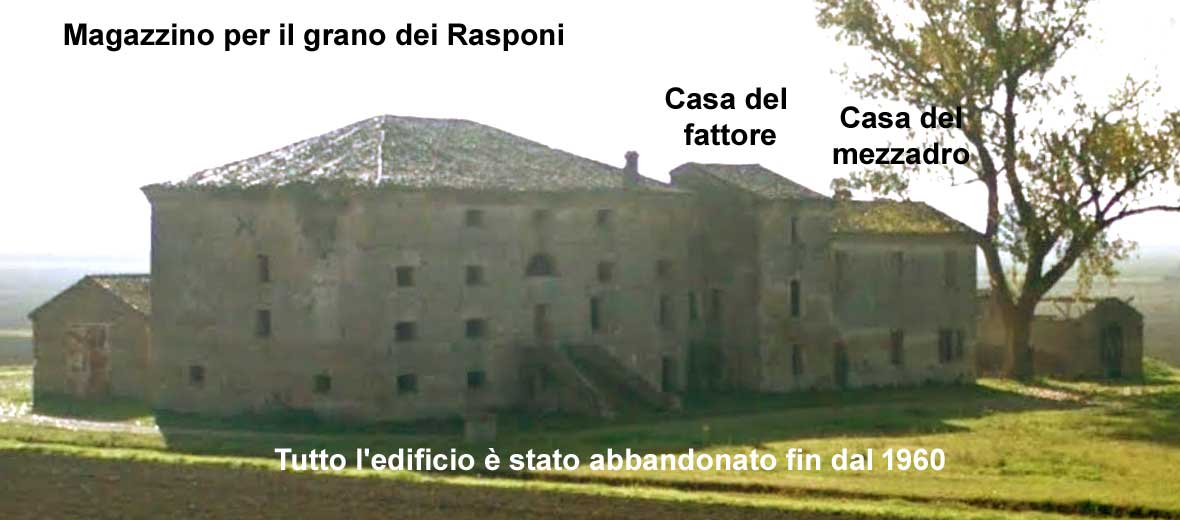 Magazzino per il grano dei Rasponi
Casa del
fattore
Casa del
mezzadro
Tutto l'edificio è stato abbandonato fin dal 1960